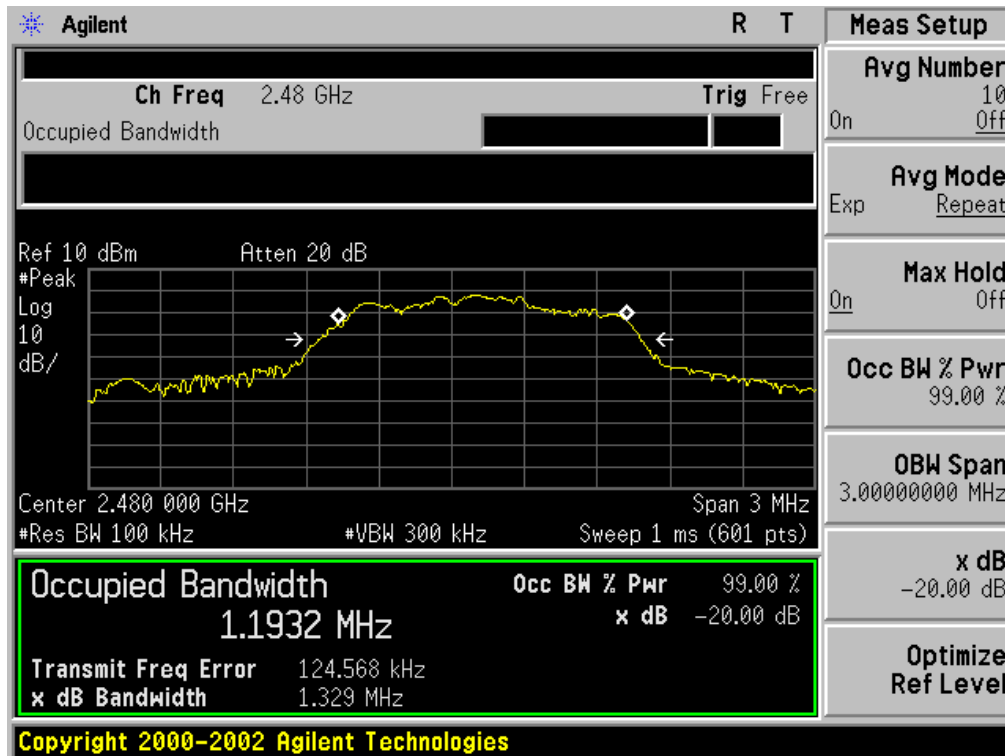 Agilent R T
Meas Setup
Ch Freq 2.48 GHz Trig Free
Occupied Bandwidth
Avg Number
10
On Off
Avg Mode
Exp Repeat
Max Hold
On Off
Occ BW % Pwr
99.00 %
OBW Span
3.00000000 MHz
x dB
-20.00 dB
Optimize
Ref Level
Ref 10 dBm Atten 20 dB
#Peak
Log
10
dB/
Center 2.480 000 GHz Span 3 MHz
#Res BW 100 kHz #VBW 300 kHz Sweep 1 ms (601 pts)
Occupied Bandwidth Occ BW % Pwr 99.00 %
1.1932 MHz x dB -20.00 dB
Transmit Freq Error 124.568 kHz
x dB Bandwidth 1.329 MHz
Copyright 2000-2002 Agilent Technologies